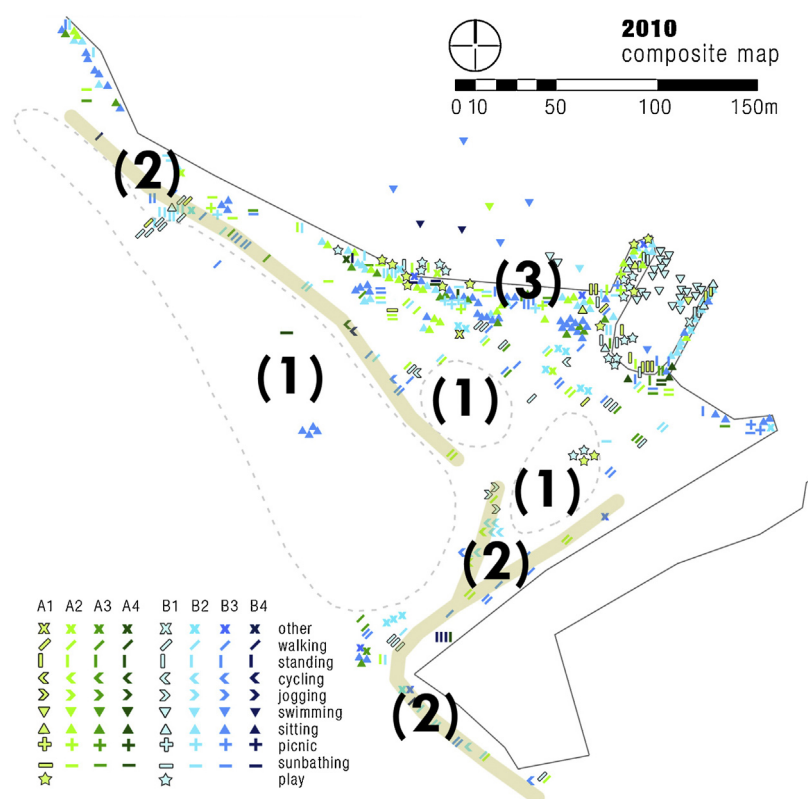 2010
composite map
0 10 50 100 150m
(2)
(3)
(1)
(1)
(1)
(2)
(2)
A1 A2 A3 A4 B1 B2 B3 B4
other
walking
standing
cycling
jogging
swimming
sitting
picnic
sunbathing
play